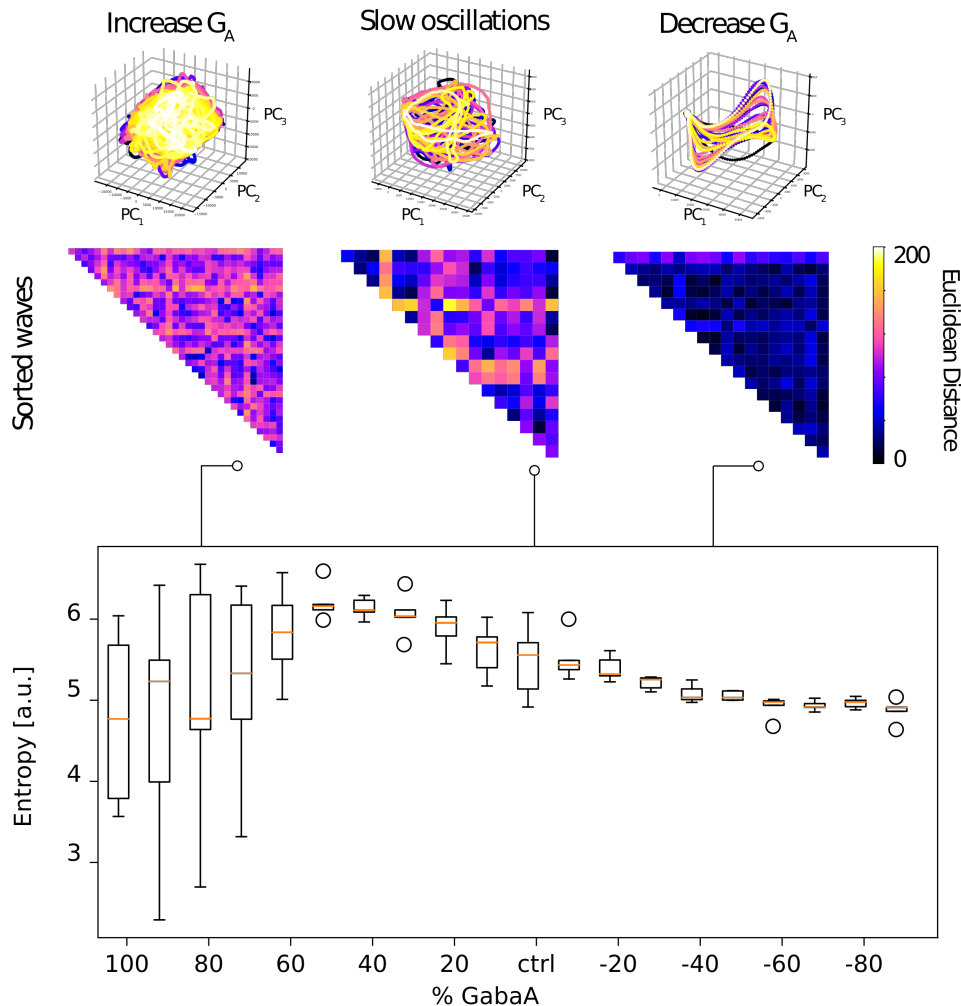 Increase GA
Slow oscillations
Decrease GA
PC3
PC2
PC1
PC3
PC2
PC1
PC3
PC2
PC1
Sorted waves
200
0
Euclidean Distance
Entropy [a.u.]
6
5
4
3
100 80 60 40 20 ctrl -20 -40 -60 -80
% GabaA